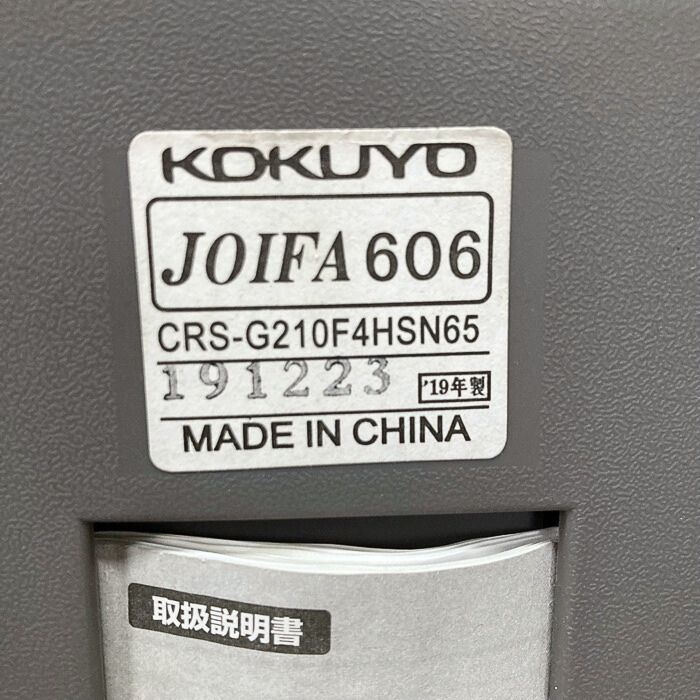 KOKUYO
JOIFA 606
CRS-G210F4HSN65
191223 '19年製
MADE IN CHINA
取扱説明書